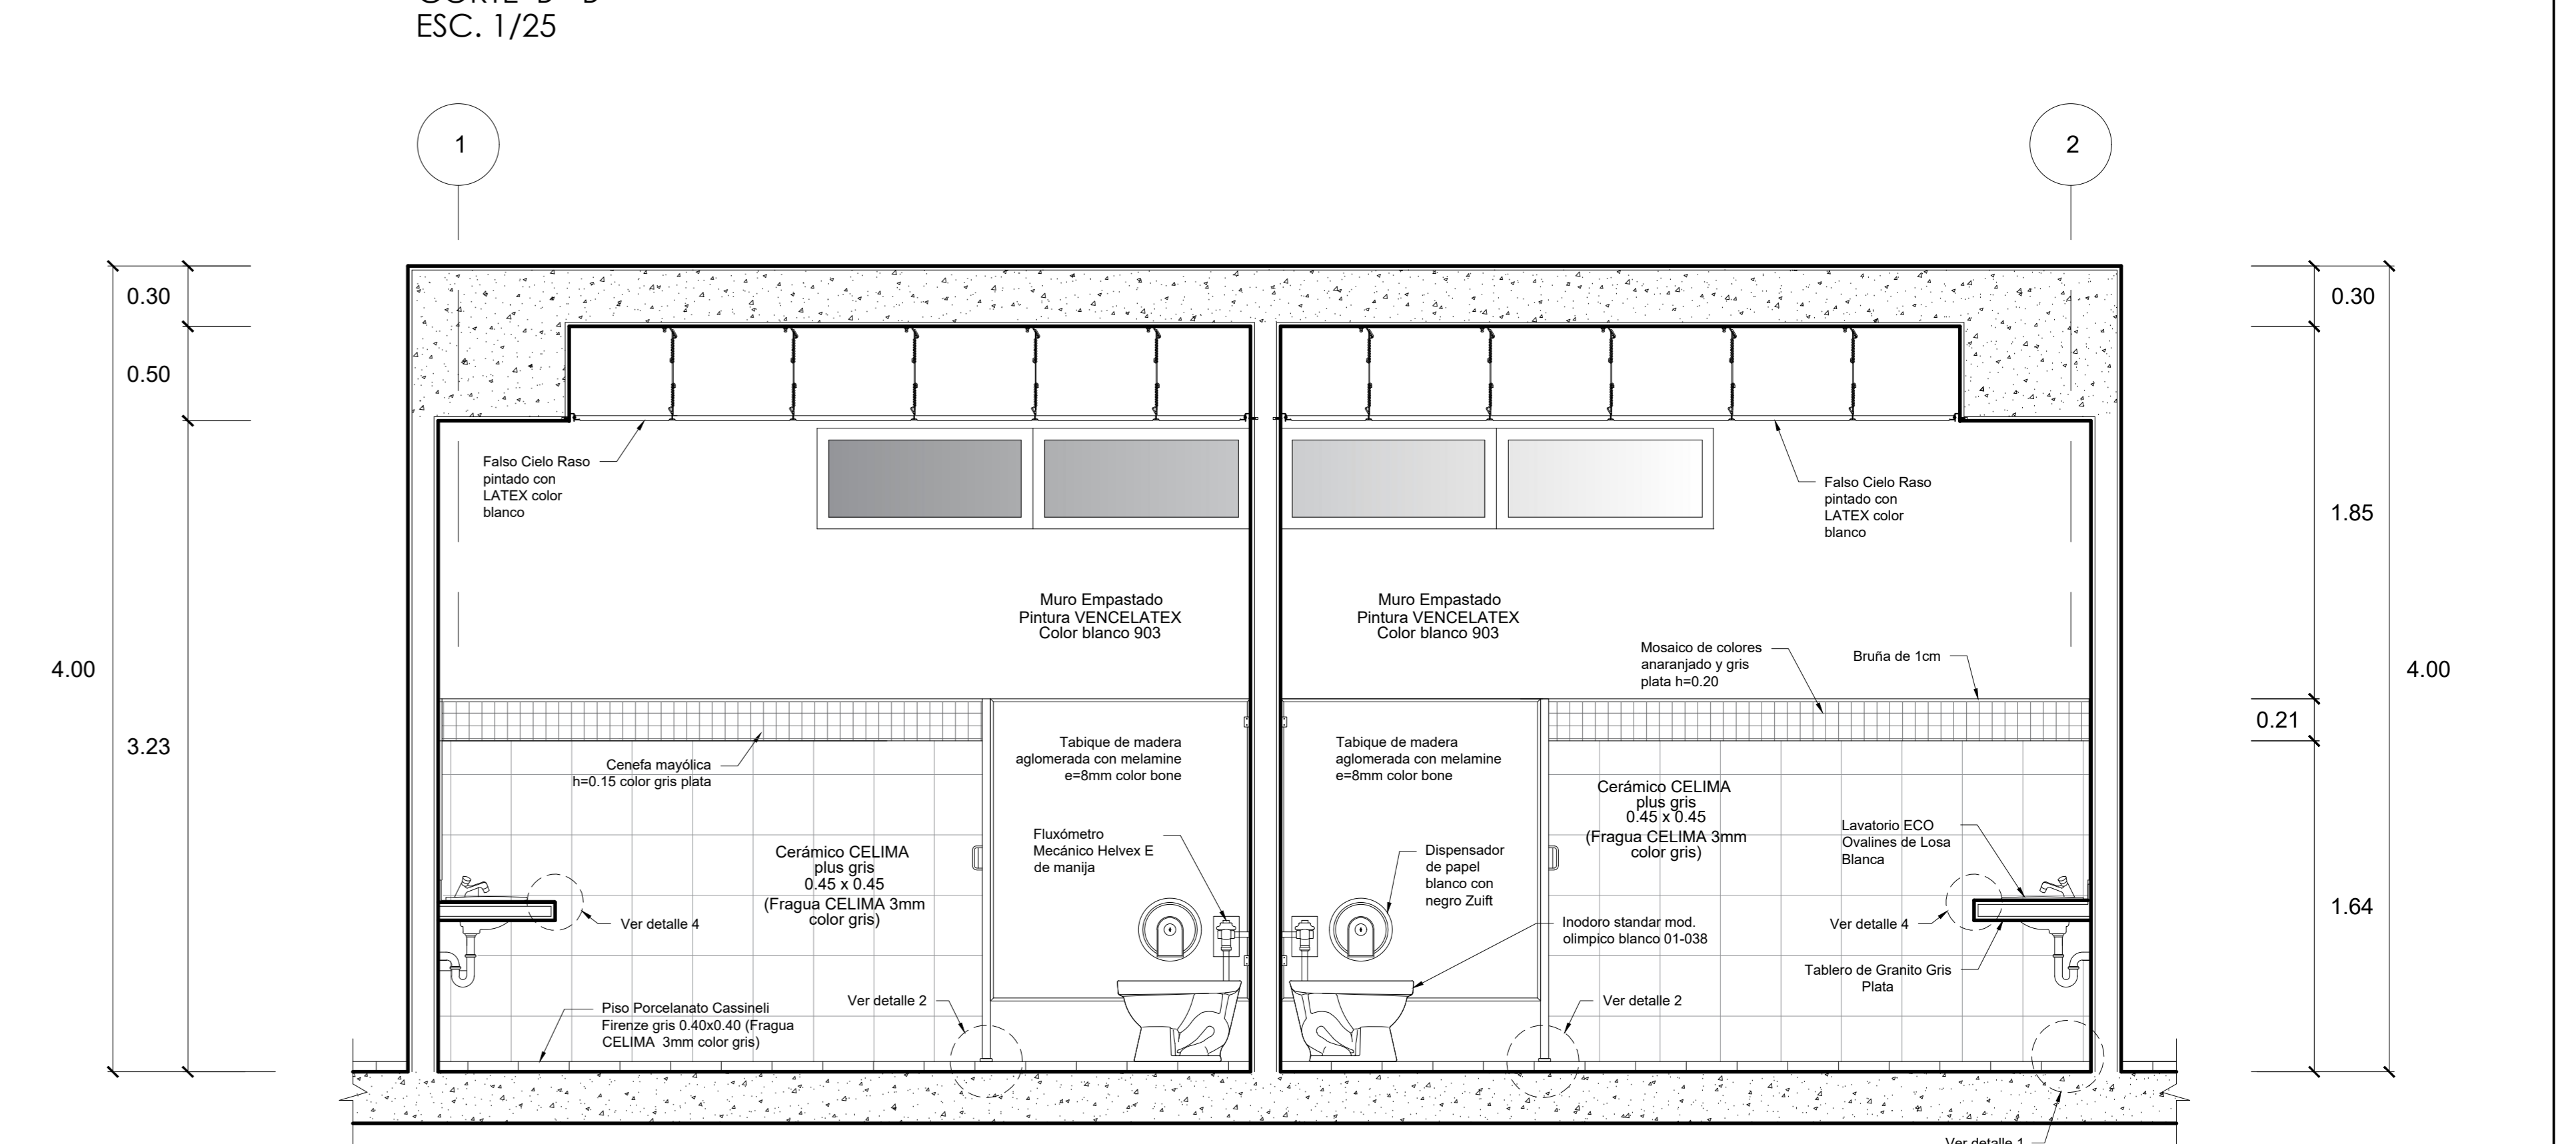 CORTE B - B
ESC. 1/25
1
2
0.30
0.50
3.23
4.00
0.30
1.85
0.21
1.64
4.00
Falso Cielo Raso
pintado con
LATEX color
blanco
Falso Cielo Raso
pintado con
LATEX color
blanco
Muro Empastado
Pintura VENCELATEX
Color blanco 903
Muro Empastado
Pintura VENCELATEX
Color blanco 903
Mosaico de colores
anaranjado y gris
plata h=0.20
Bruña de 1cm
Cenefa mayólica
h=0.15 color gris plata
Tabique de madera
aglomerada con melamine
e=8mm color bone
Tabique de madera
aglomerada con melamine
e=8mm color bone
Cerámico CELIMA
plus gris
0.45 x 0.45
(Fragua CELIMA 3mm
color gris)
Fluxómetro
Mecánico Helvex E
de manija
Dispensador
de papel
blanco con
negro Zuift
Cerámico CELIMA
plus gris
0.45 x 0.45
(Fragua CELIMA 3mm
color gris)
Lavatorio ECO
Ovalines de Losa
Blanca
Ver detalle 4
Inodoro standar mod.
olimpico blanco 01-038
Ver detalle 4
Tablero de Granito Gris
Plata
Piso Porcelanato Cassineli
Firenze gris 0.40x0.40 (Fragua
CELIMA 3mm color gris)
Ver detalle 2
Ver detalle 2
Ver detalle 1